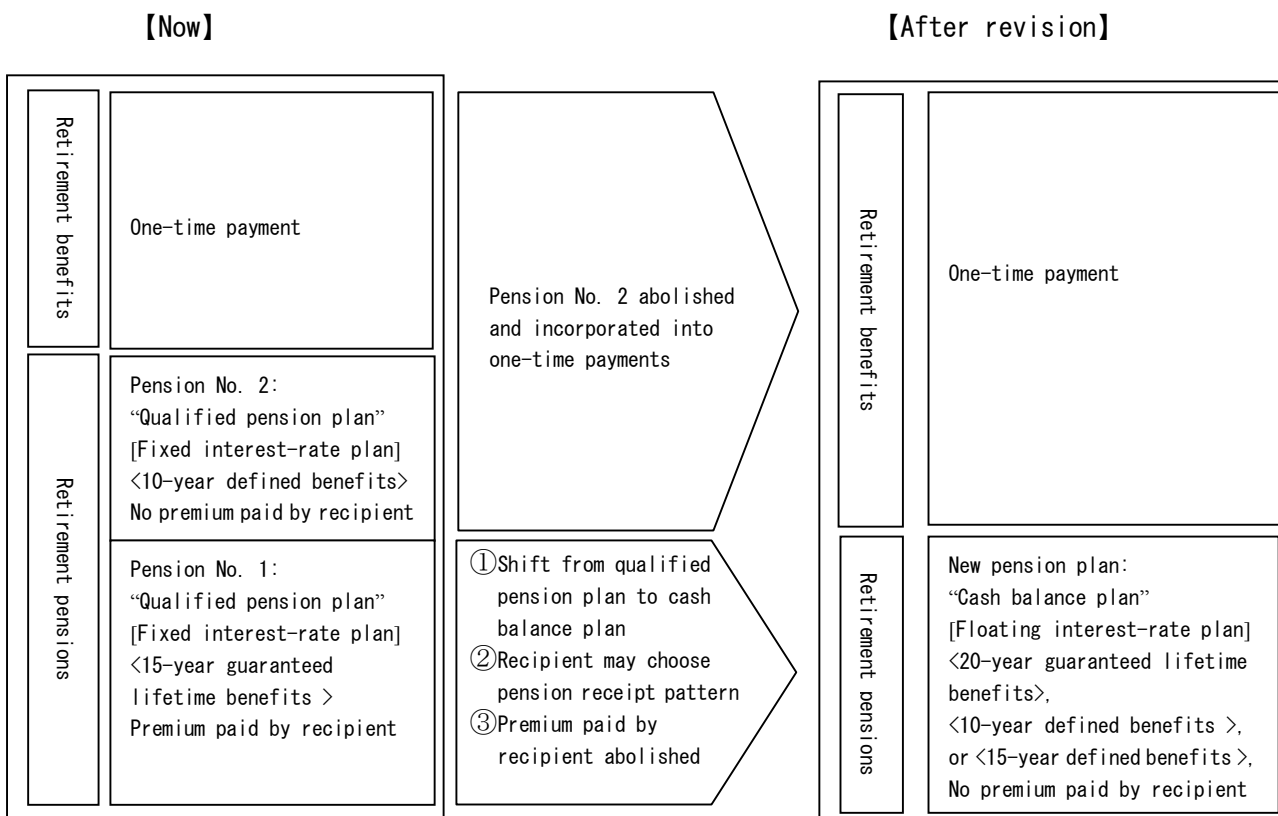 【Now】
【After revision】
Retirement benefits
One-time payment
Retirement pensions
Pension No. 2:
“Qualified pension plan”
[Fixed interest-rate plan]
<10-year defined benefits>
No premium paid by recipient
Pension No. 1:
“Qualified pension plan”
[Fixed interest-rate plan]
<15-year guaranteed
lifetime benefits >
Premium paid by recipient
Pension No. 2 abolished
and incorporated into
one-time payments
①Shift from qualified
pension plan to cash
balance plan
②Recipient may choose
pension receipt pattern
③Premium paid by
recipient abolished
Retirement benefits
One-time payment
Retirement pensions
New pension plan:
“Cash balance plan”
[Floating interest-rate plan]
<20-year guaranteed lifetime
benefits>,
<10-year defined benefits >,
or <15-year defined benefits >,
No premium paid by recipient